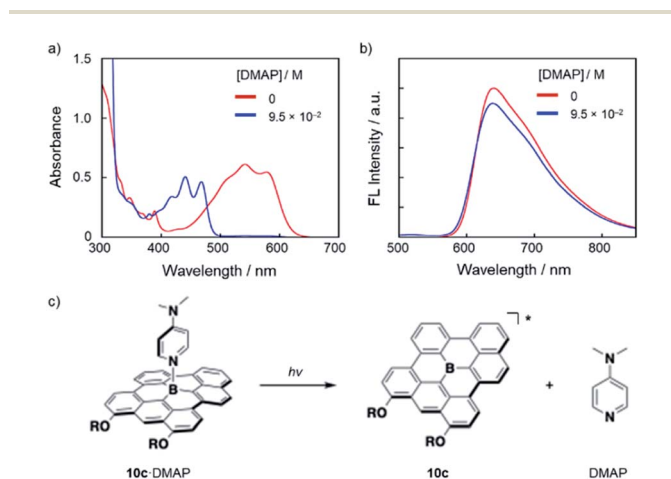 a)
1.5
1.0
0.5
0
Absorbance
[DMAP] / M
0
9.5 × 10⁻²
300 400 500 600 700
Wavelength / nm
b)
FL Intensity / a.u.
[DMAP] / M
0
9.5 × 10⁻²
500 600 700 800
Wavelength / nm
c)
N
N
B
RO
RO
10c·DMAP
hν
B
RO
RO
*
10c
+
N
N
DMAP